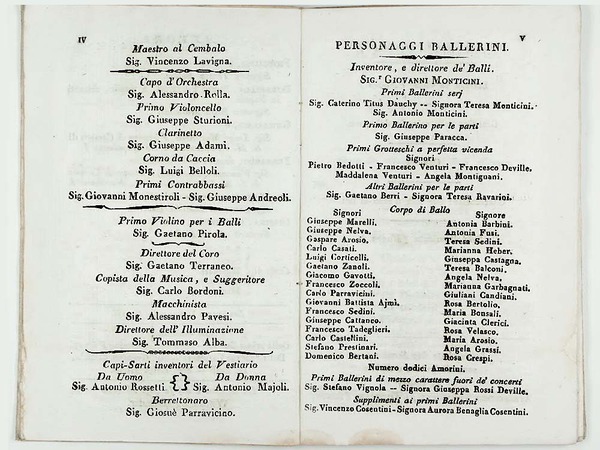 IV
Maestro al Cembalo
Sig. Vincenzo Lavigna.
Capo d'Orchestra
Sig. Alessandro Rolla.
Primo Violoncello
Sig. Giuseppe Sturioni.
Clarinetto
Sig. Giuseppe Adami.
Corno da Caccia
Sig. Luigi Belloli.
Primi Contrabbassi
Sig. Giovanni Monestiroli - Sig. Giuseppe Andreoli.
Primo Violino per i Balli
Sig. Gaetano Pirola.
Direttore del Coro
Sig. Gaetano Terraneo.
Copista della Musica, e Suggeritore
Sig. Carlo Bordoni.
Macchinista
Sig. Alessandro Pavesi.
Direttore dell' Illuminazione
Sig. Tommaso Alba.
Capi-Sarti inventori del Vestiario
Da Uomo Da Donna
Sig. Antonio Rossetti Sig. Antonio Majoli.
Berrettonaro
Sig. Giosuè Parravicino.
V
PERSONAGGI BALLERINI.
Inventore, e direttore de' Balli.
SIG.r GIOVANNI MONTICINI.
Primi Ballerini serj
Sig. Caterino Titus Dauchy -- Signora Teresa Monticini.
Sig. Antonio Monticini.
Primo Ballerino per le parti
Sig. Giuseppe Paracca.
Primi Grotteschi a perfetta vicenda
Signori
Pietro Bedotti - Francesco Venturi - Francesco Deville.
Maddalena Venturi - Angela Montignani.
Altri Ballerini per le parti
Sig. Gaetano Berri - Signora Teresa Ravarini.
Corpo di Ballo
Signori Signore
Giuseppe Marelli. Antonia Barbini.
Giuseppe Nelva. Antonia Fusi.
Gaspare Arosio. Teresa Sedini.
Carlo Casati. Marianna Heber.
Luigi Corticelli. Giuseppa Castagna.
Gaetano Zanoli. Teresa Balconi.
Giacomo Gavotti. Angela Nelva.
Francesco Zoccoli. Marianna Garbagnati.
Carlo Parravicini. Giuliani Candiani.
Giovanni Battista Ajmi. Rosa Bertolio.
Francesco Sedini. Maria Bonsali.
Giuseppe Cattaneo. Giacinta Clerici.
Francesco Tadeglieri. Rosa Velasco.
Carlo Castellini. Maria Arosio.
Stefano Prestinari. Angela Grassi.
Domenico Bertani. Rosa Crespi.
Numero dodici Amorini.
Primi Ballerini di mezzo carattere fuori de' concerti
Sig. Stefano Vignola -- Signora Giuseppa Rossi Deville.
Supplimenti ai primi Ballerini
Sig. Vincenzo Cosentini - Signora Aurora Benaglia Cosentini.